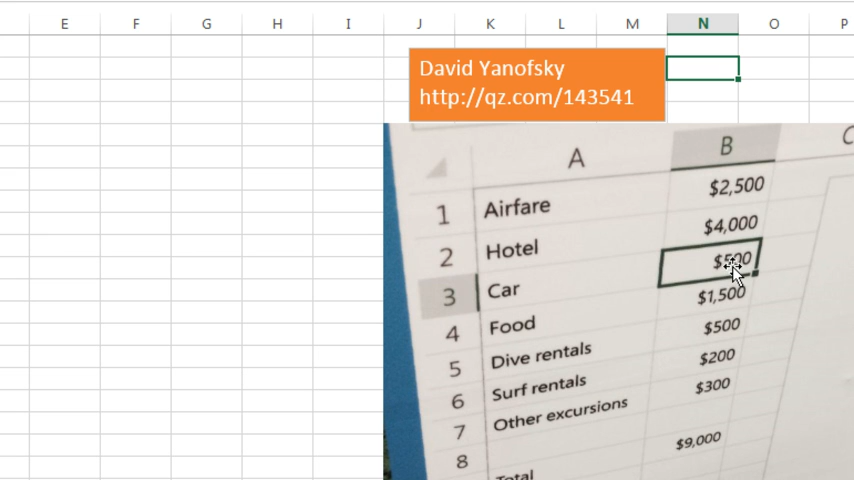 E F G H I J K L M N O P
David Yanofsky
http://qz.com/143541
A B C
1 Airfare $2,500
2 Hotel $4,000
3 Car $500
4 Food $1,500
5 Dive rentals $500
6 Surf rentals $200
7 Other excursions $300
8
Total $9,000